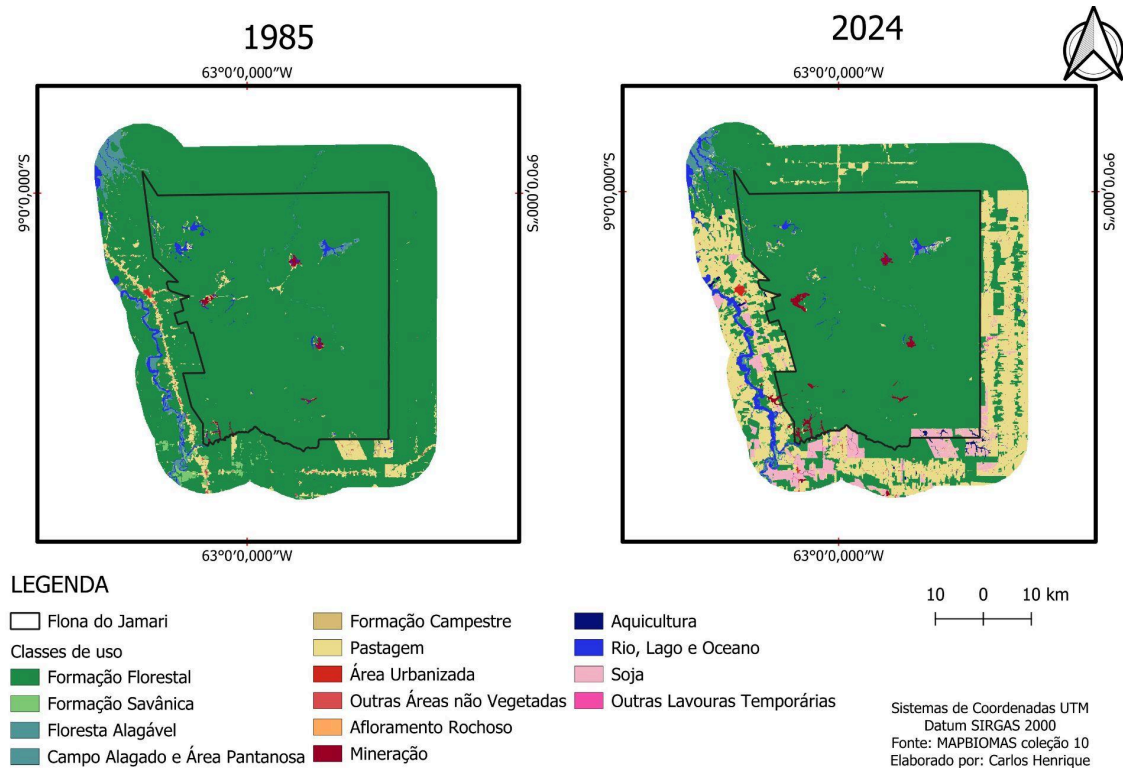 1985
2024
63°0'0,000"W
63°0'0,000"W
9°0'0,000"S
9°0'0,000"S
9°0'0,000"S
9°0'0,000"S
63°0'0,000"W
63°0'0,000"W
LEGENDA
Flona do Jamari
Classes de uso
Formação Florestal
Formação Savânica
Floresta Alagável
Campo Alagado e Área Pantanosa
Formação Campestre
Pastagem
Área Urbanizada
Outras Áreas não Vegetadas
Afloramento Rochoso
Mineração
Aquicultura
Rio, Lago e Oceano
Soja
Outras Lavouras Temporárias
10 0 10 km
Sistemas de Coordenadas UTM
Datum SIRGAS 2000
Fonte: MAPBIOMAS coleção 10
Elaborado por: Carlos Henrique